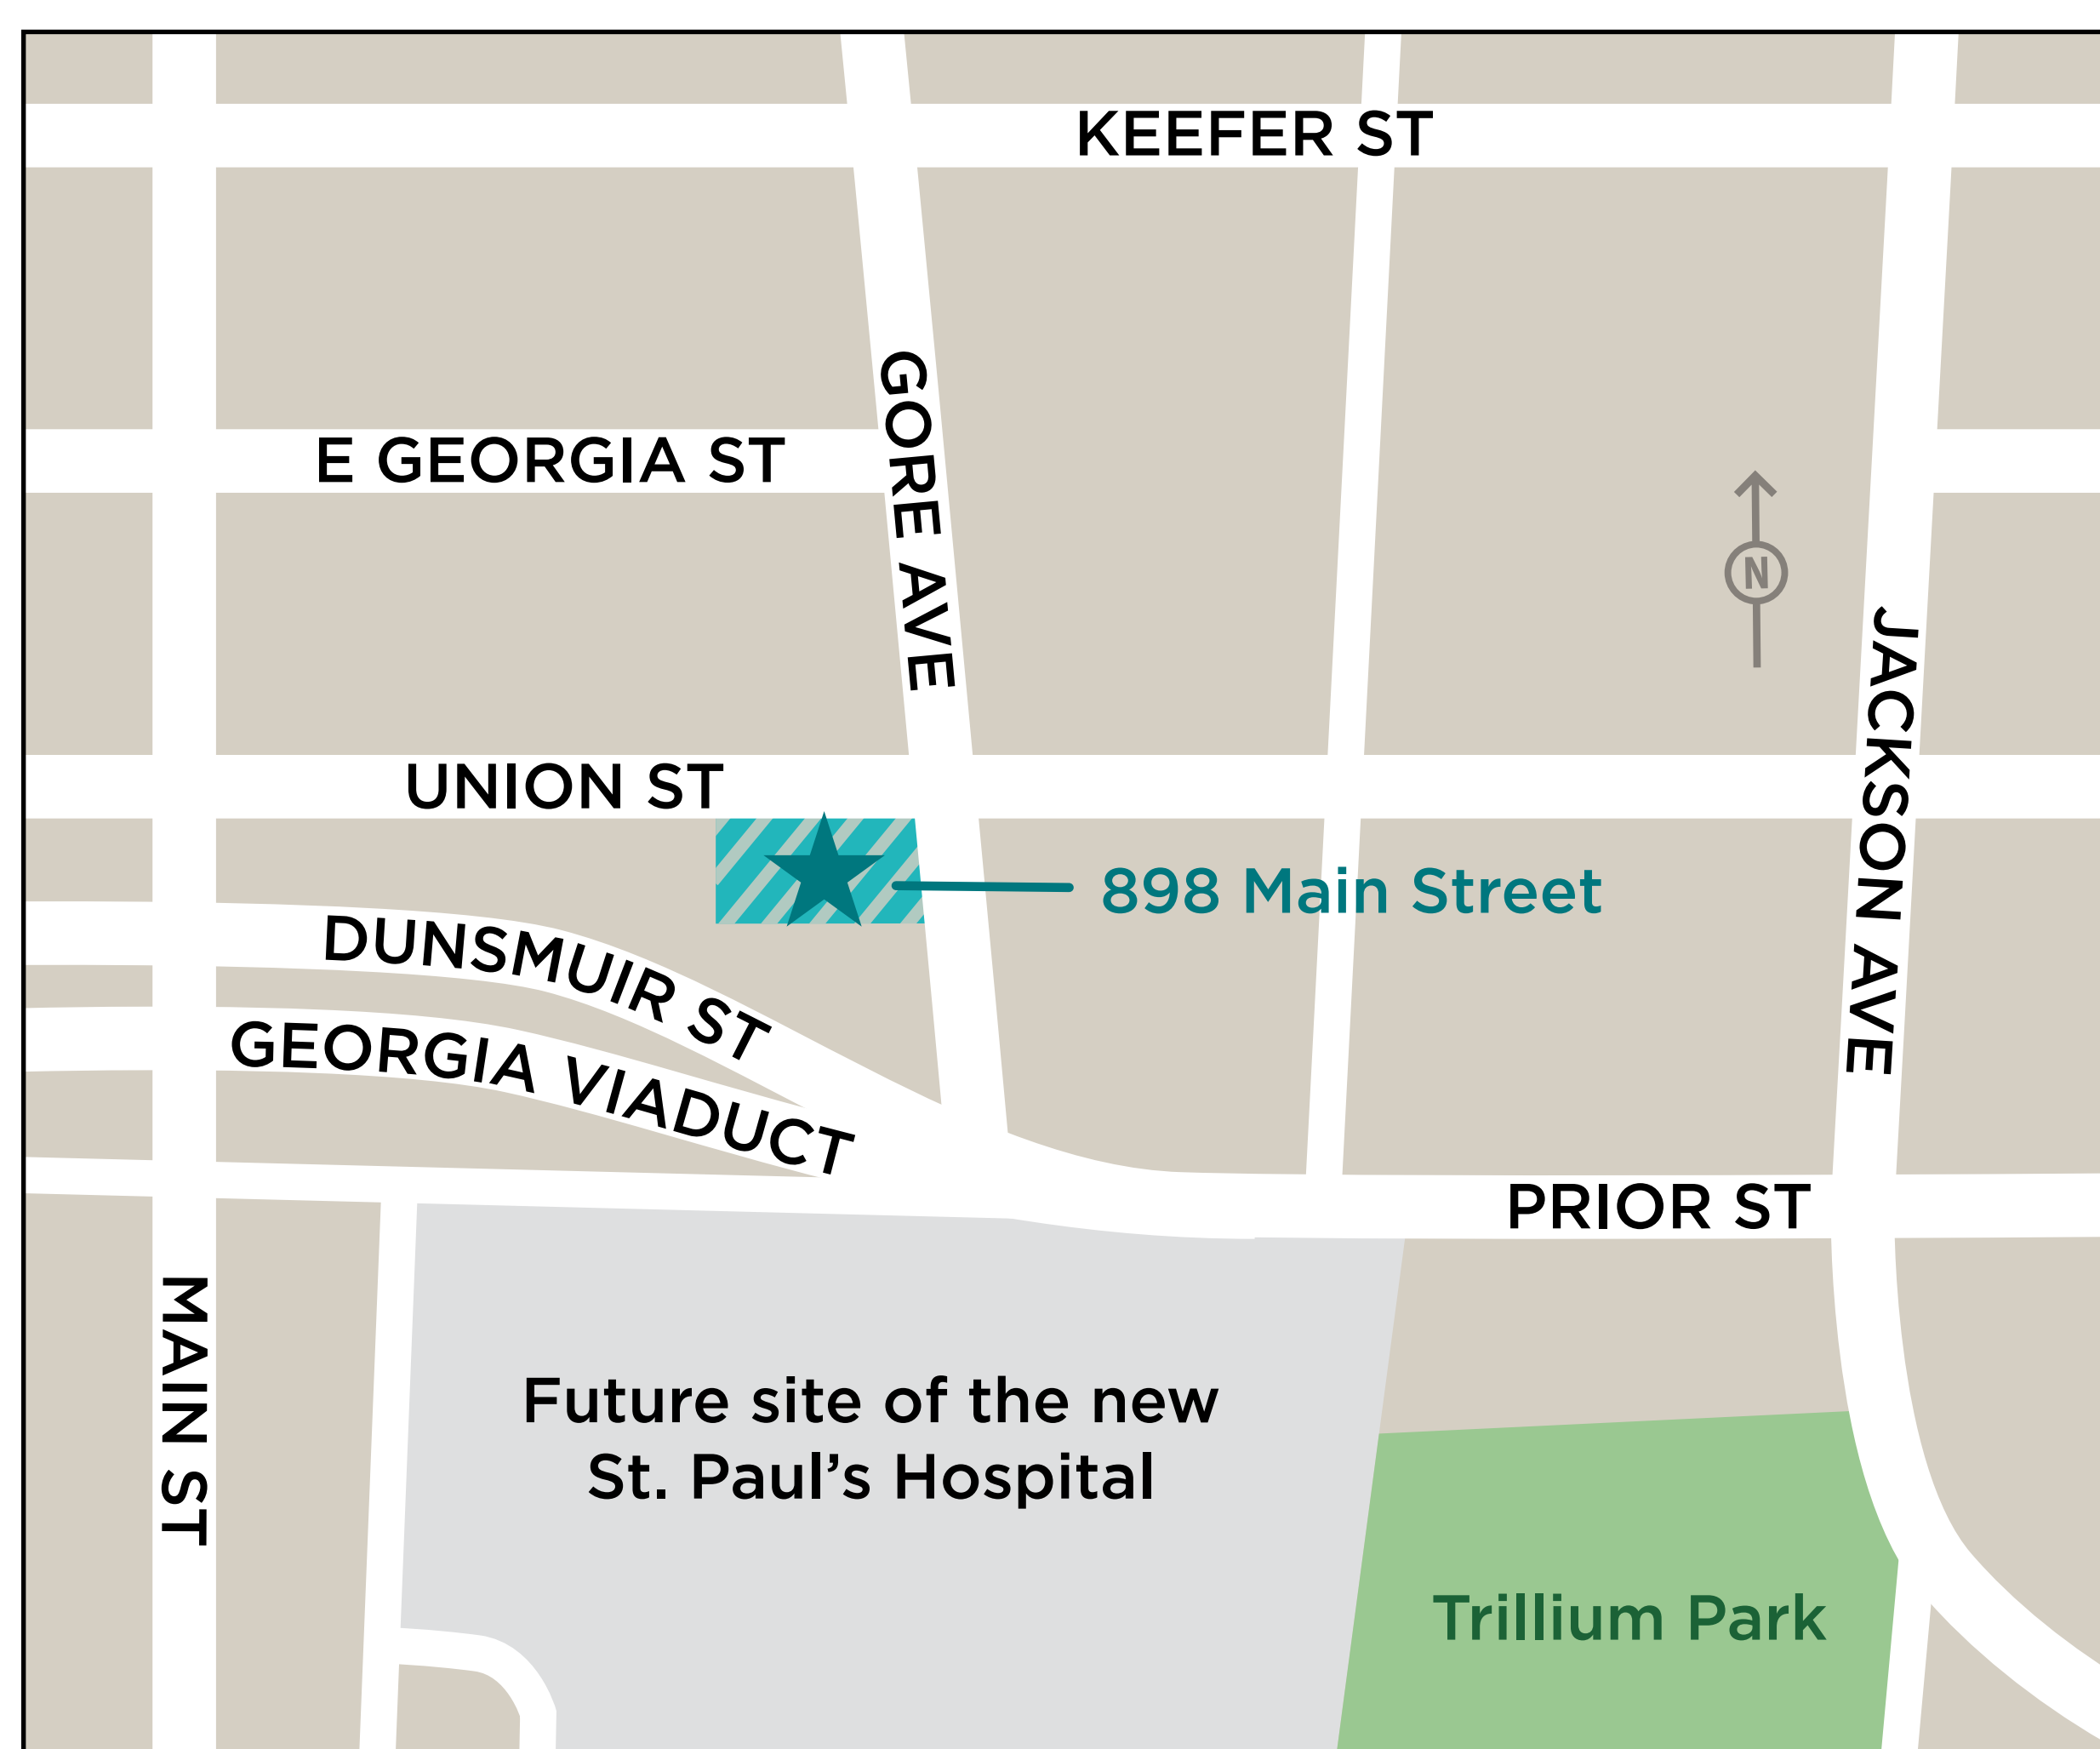 KEEFER ST
GORE AVE
E GEORGIA ST
N
JACKSON AVE
UNION ST
898 Main Street
DUNSMUIR ST
GEORGIA VIADUCT
PRIOR ST
MAIN ST
Future site of the new
St. Paul's Hospital
Trillium Park